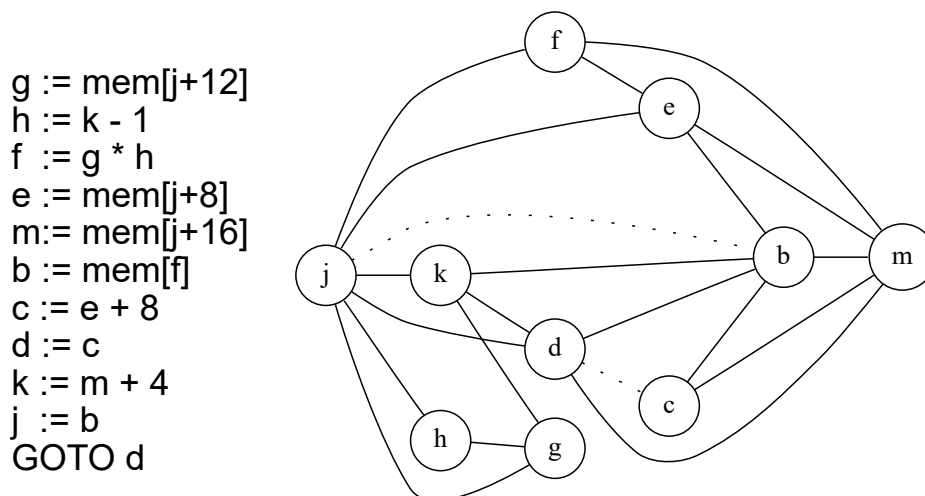 g := mem[j+12]
h := k - 1
f := g * h
e := mem[j+8]
m:= mem[j+16]
b := mem[f]
c := e + 8
d := c
k := m + 4
j := b
GOTO d
f
e
j
k
b
m
d
c
h
g